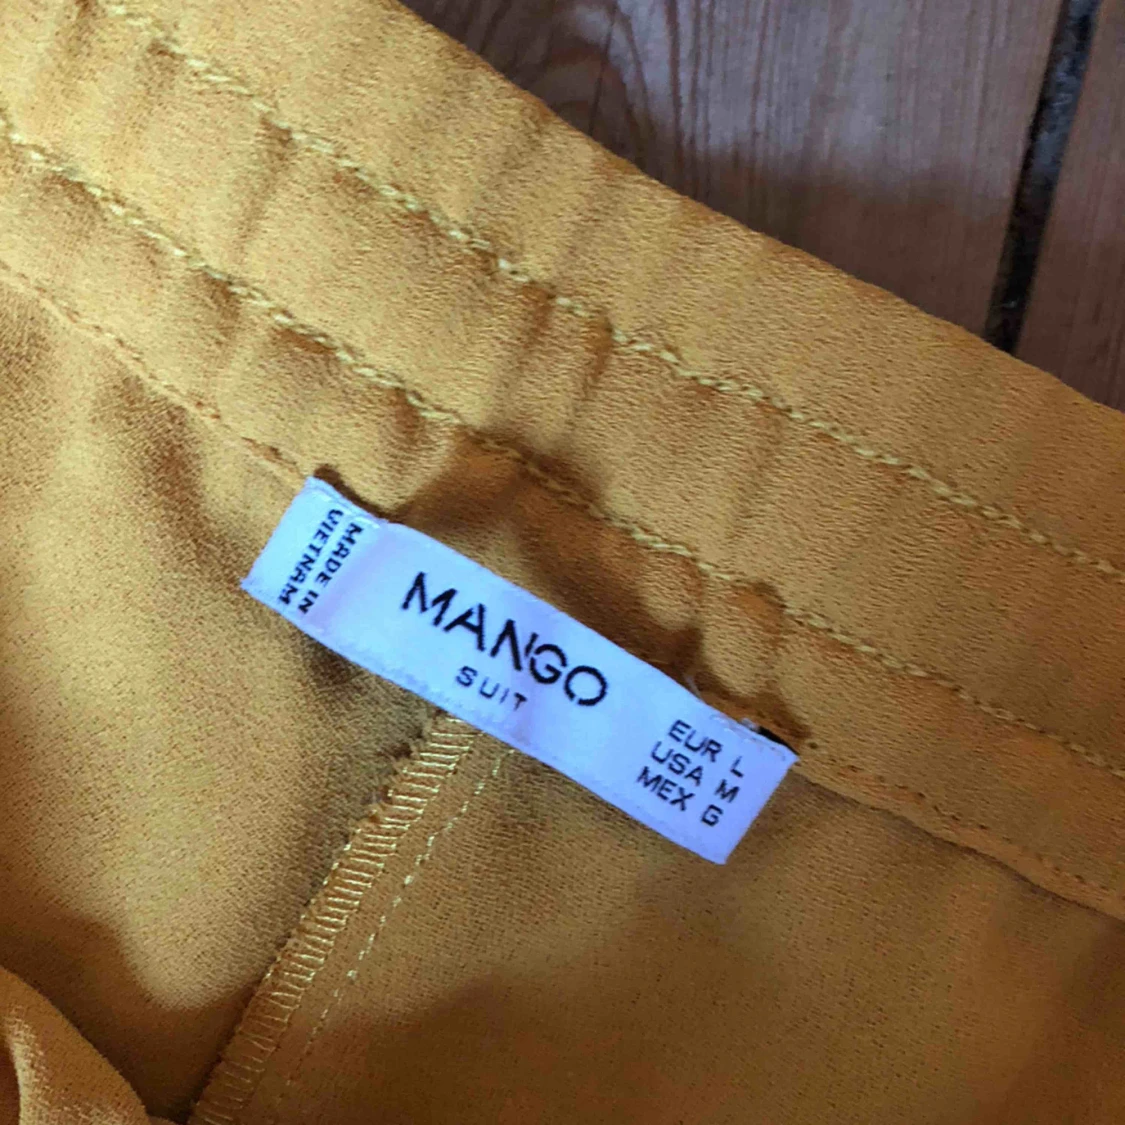 MADE IN
VIETNAM
MANGO
SUIT
EUR L
USA M
MEX G